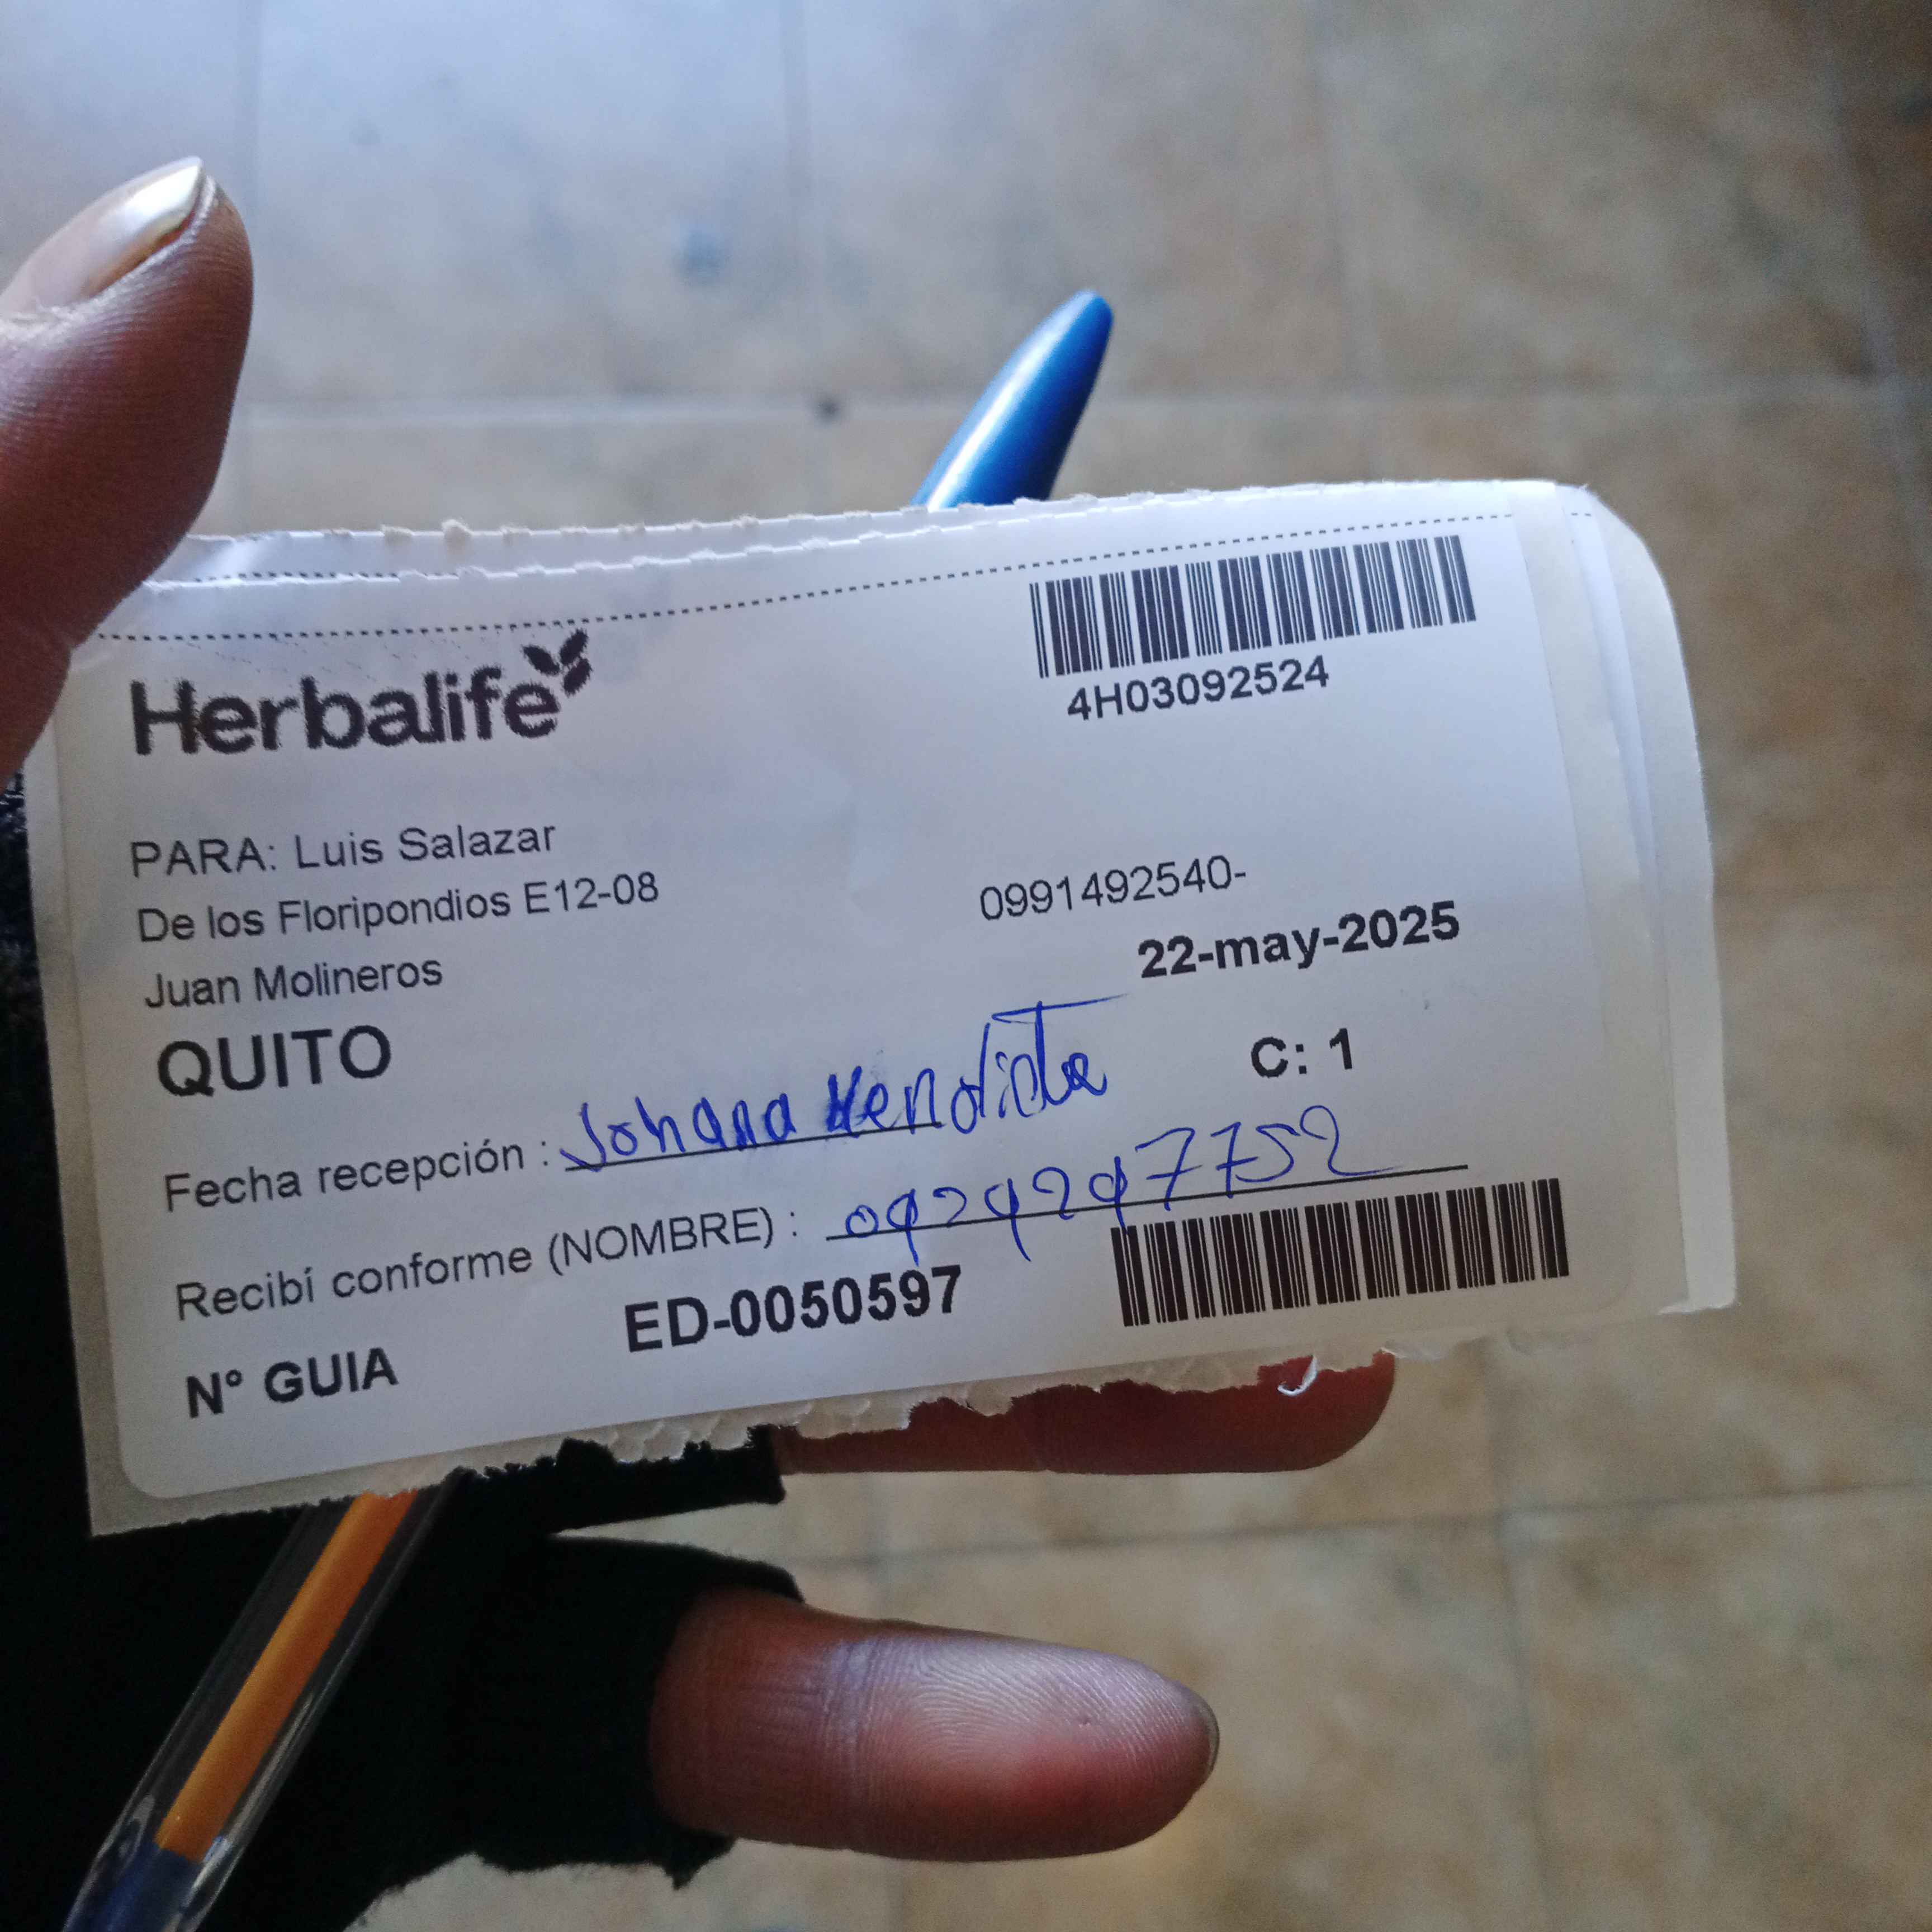 Herbalife
4H03092524
PARA: Luis Salazar
De los Floripondios E12-08
0991492540-
Juan Molineros
22-may-2025
QUITO
C: 1
Fecha recepción : Johana
Recibí conforme (NOMBRE) :
N° GUIA ED-0050597